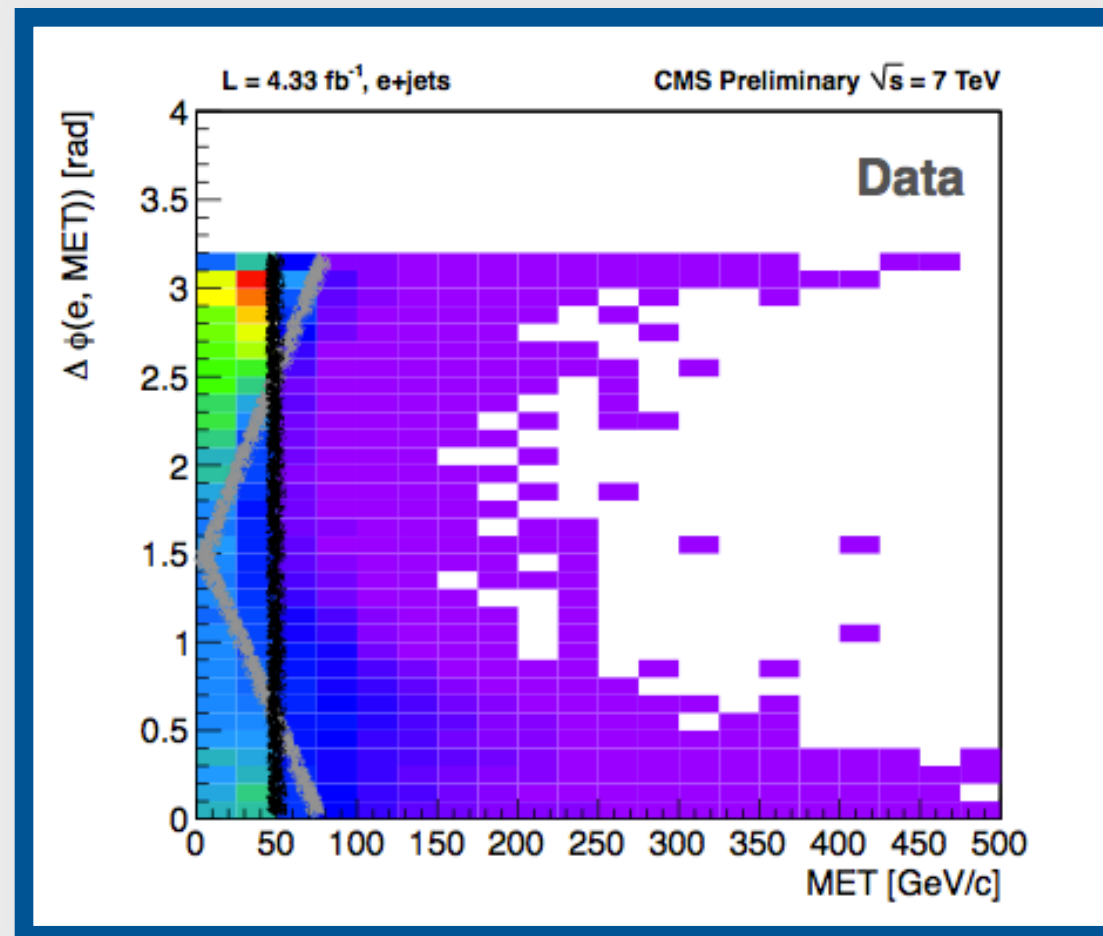 L = 4.33 fb⁻¹, e+jets
CMS Preliminary √s = 7 TeV
Data
Δ ϕ(e, MET)) [rad]
4
3.5
3
2.5
2
1.5
1
0.5
0
0 50 100 150 200 250 300 350 400 450 500
MET [GeV/c]